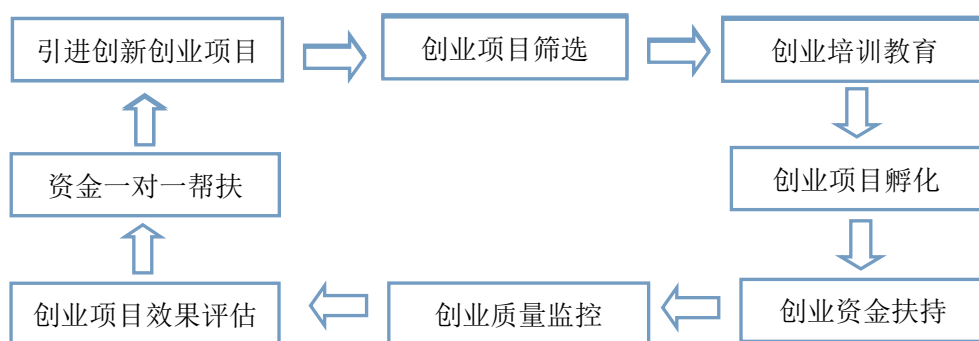 引进创新创业项目
创业项目筛选
创业培训教育
创业项目孵化
创业资金扶持
创业质量监控
创业项目效果评估
资金一对一帮扶